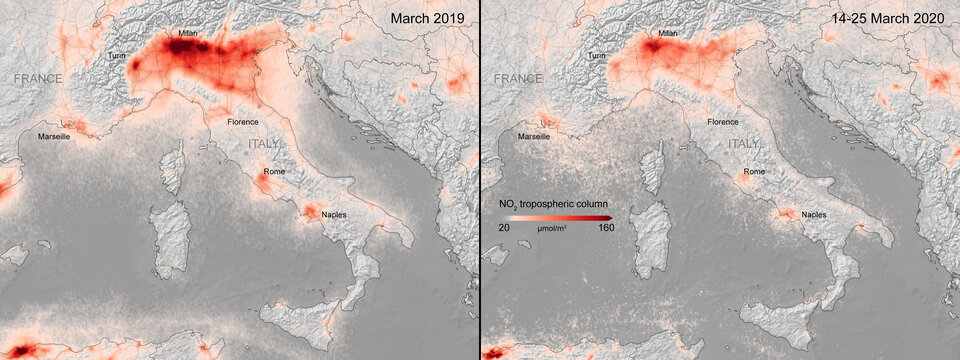 March 2019
Milan
Turin
FRANCE
Marseille
Florence
ITALY
Rome
Naples
14-25 March 2020
Milan
Turin
FRANCE
Marseille
Florence
ITALY
Rome
Naples
NO₂ tropospheric column
20 µmol/m² 160